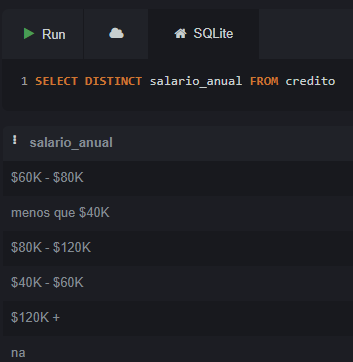 Run
SQLite
1 SELECT DISTINCT salario_anual FROM credito
salario_anual
$60K - $80K
menos que $40K
$80K - $120K
$40K - $60K
$120K +
na